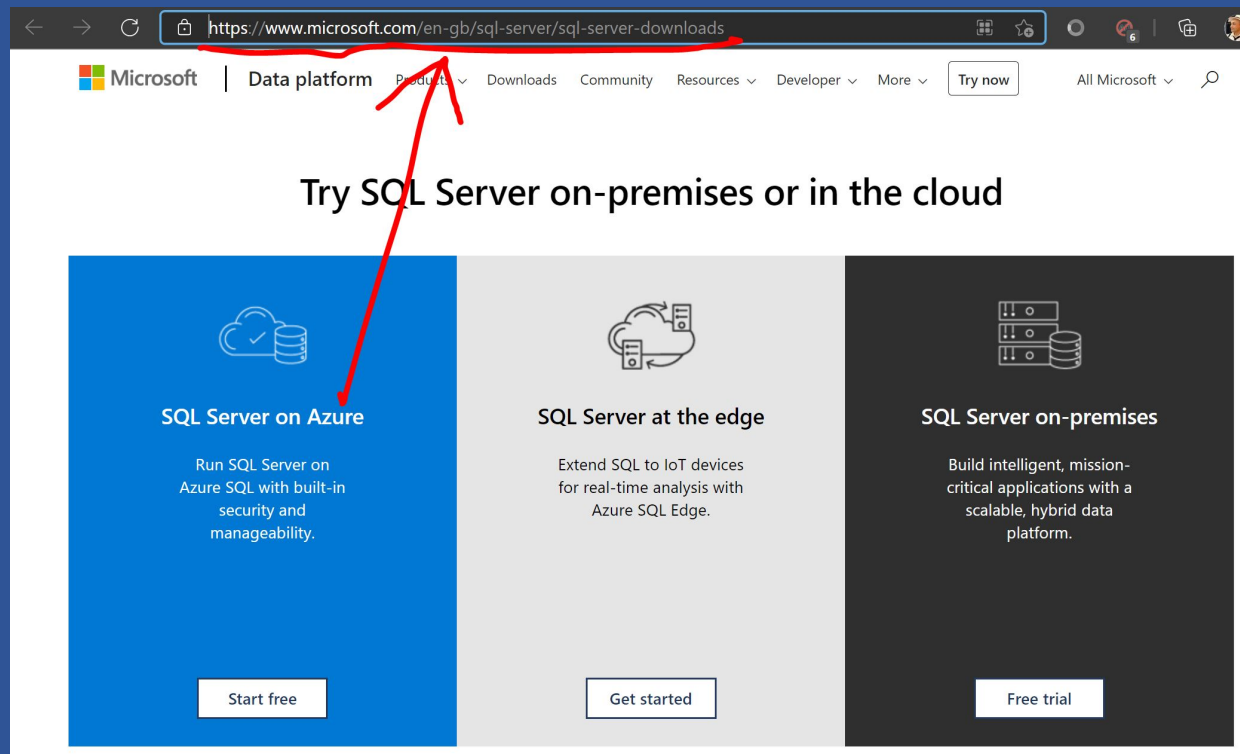 https://www.microsoft.com/en-gb/sql-server/sql-server-downloads
6
Microsoft | Data platform Products Downloads Community Resources Developer More Try now All Microsoft
Try SQL Server on-premises or in the cloud
SQL Server on Azure
Run SQL Server on
Azure SQL with built-in
security and
manageability.
Start free
SQL Server at the edge
Extend SQL to IoT devices
for real-time analysis with
Azure SQL Edge.
Get started
SQL Server on-premises
Build intelligent, mission-
critical applications with a
scalable, hybrid data
platform.
Free trial